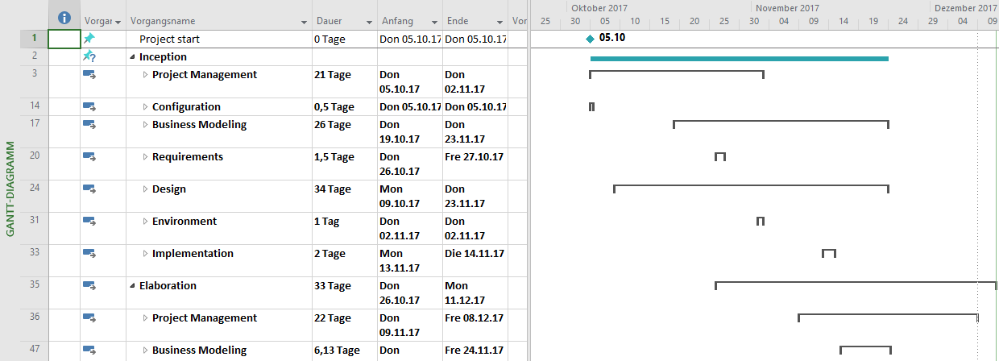 Oktober 2017 November 2017 Dezember 2017
Vorgar Vorgangsname Dauer Anfang Ende Vor
25 30 05 10 15 20 25 30 04 09 14 19 24 29 04 09
1 Project start 0 Tage Don 05.10.17 Don 05.10.17 05.10
2 Inception
3 Project Management 21 Tage Don Don
05.10.17 02.11.17
14 Configuration 0,5 Tage Don 05.10.17 Don 05.10.17
17 Business Modeling 26 Tage Don Don
19.10.17 23.11.17
20 Requirements 1,5 Tage Don Fre 27.10.17
26.10.17
24 Design 34 Tage Mon Don
09.10.17 23.11.17
31 Environment 1 Tag Don Don
02.11.17 02.11.17
33 Implementation 2 Tage Mon Die 14.11.17
13.11.17
35 Elaboration 33 Tage Don Mon
26.10.17 11.12.17
36 Project Management 22 Tage Don Fre 08.12.17
09.11.17
47 Business Modeling 6,13 Tage Don Fre 24.11.17
GANTT-DIAGRAMM